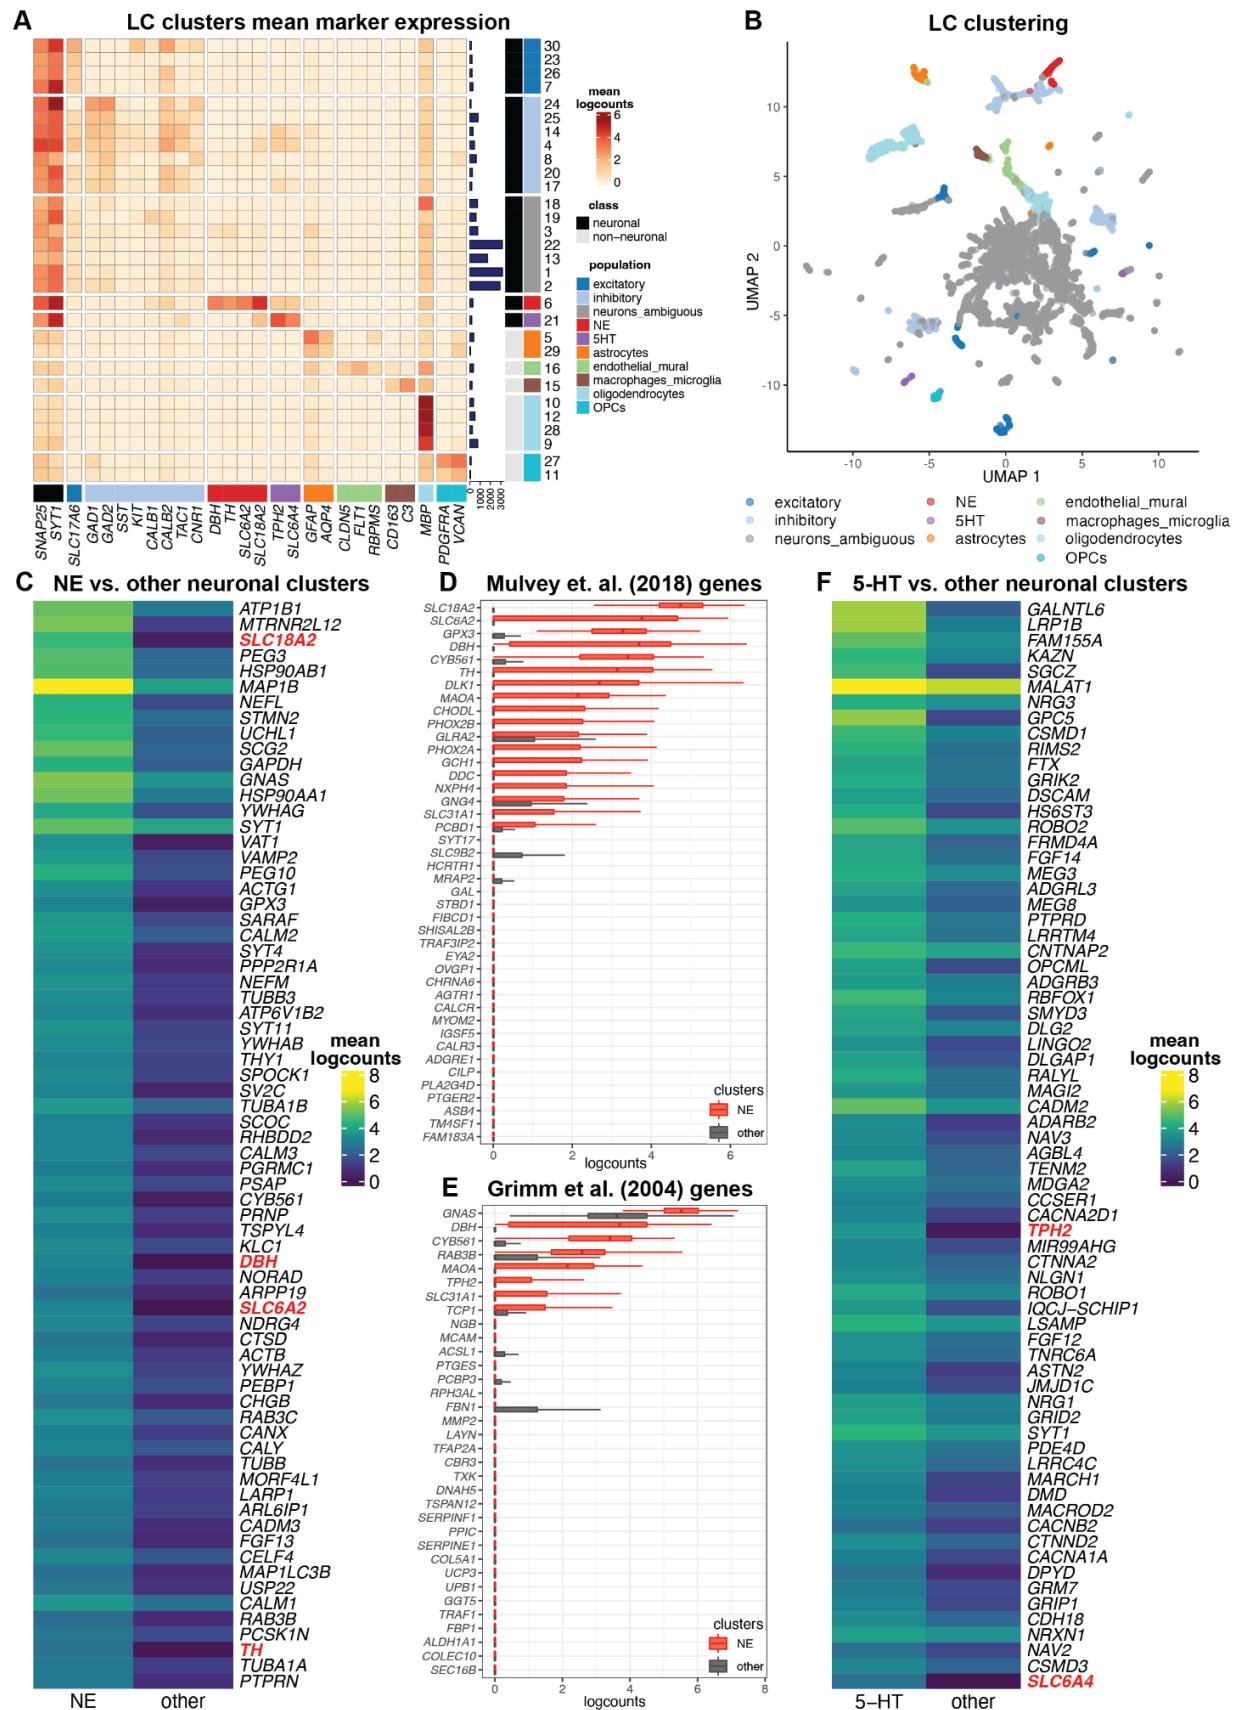 A
LC clusters mean marker expression
30
23
26
7
24
25
14
4
8
20
17
18
19
3
22
13
1
2
6
21
5
29
16
15
10
12
28
9
27
11
0
1000
2000
3000
SNAP25
SYT1
SLC17A6
GAD1
GAD2
SST
KIT
CALB1
CALB2
TAC1
CNR1
DBH
TH
SLC6A2
SLC18A2
TPH2
SLC6A4
GFAP
AQP4
CLDN5
FLT1
RBPMS
CD163
C3
MBP
PDGFRA
VCAN
mean
logcounts
6
4
2
0
class
neuronal
non−neuronal
population
excitatory
inhibitory
neurons_ambiguous
NE
5HT
astrocytes
endothelial_mural
macrophages_microglia
oligodendrocytes
OPCs
B
LC clustering
UMAP 2
10
5
0
-5
-10
-10
-5
0
5
10
UMAP 1
excitatory
inhibitory
neurons_ambiguous
NE
5HT
astrocytes
endothelial_mural
macrophages_microglia
oligodendrocytes
OPCs
C
NE vs. other neuronal clusters
ATP1B1
MTRNR2L12
SLC18A2
PEG3
HSP90AB1
MAP1B
NEFL
STMN2
UCHL1
SCG2
GAPDH
GNAS
HSP90AA1
YWHAG
SYT1
VAT1
VAMP2
PEG10
ACTG1
GPX3
SARAF
CALM2
SYT4
PPP2R1A
NEFM
TUBB3
ATP6V1B2
SYT11
YWHAB
THY1
SPOCK1
SV2C
TUBA1B
SCOC
RHBDD2
CALM3
PGRMC1
PSAP
CYB561
PRNP
TSPYL4
KLC1
DBH
NORAD
ARPP19
SLC6A2
NDRG4
CTSD
ACTB
YWHAZ
PEBP1
CHGB
RAB3C
CANX
CALY
TUBB
MORF4L1
LARP1
ARL6IP1
CADM3
FGF13
CELF4
MAP1LC3B
USP22
CALM1
RAB3B
PCSK1N
TH
TUBA1A
PTPRN
NE
other
mean
logcounts
8
6
4
2
0
D
Mulvey et. al. (2018) genes
SLC18A2
SLC6A2
GPX3
DBH
CYB561
TH
DLK1
MAOA
CHODL
PHOX2B
GLRA2
PHOX2A
GCH1
DDC
NXPH4
GNG4
SLC31A1
PCBD1
SYT17
SLC9B2
HCRTR1
MRAP2
GAL
STBD1
FIBCD1
SHISAL2B
TRAF3IP2
EYA2
OVGP1
CHRNA6
AGTR1
CALCR
MYOM2
IGSF5
CALR3
ADGRE1
CILP
PLA2G4D
PTGER2
ASB4
TM4SF1
FAM183A
0
2
4
6
logcounts
clusters
NE
other
E
Grimm et al. (2004) genes
GNAS
DBH
CYB561
RAB3B
MAOA
TPH2
SLC31A1
TCP1
NGB
MCAM
ACSL1
PTGES
PCBP3
RPH3AL
FBN1
MMP2
LAYN
TFAP2A
CBR3
TXK
DNAH5
TSPAN12
SERPINF1
PPIC
SERPINE1
COL5A1
UCP3
UPB1
GGT5
TRAF1
FBP1
ALDH1A1
COLEC10
SEC16B
0
2
4
6
8
logcounts
clusters
NE
other
F
5-HT vs. other neuronal clusters
GALNTL6
LRP1B
FAM155A
KAZN
SGCZ
MALAT1
NRG3
GPC5
CSMD1
RIMS2
FTX
GRIK2
DSCAM
HS6ST3
ROBO2
FRMD4A
FGF14
MEG3
ADGRL3
MEG8
PTPRD
LRRTM4
CNTNAP2
OPCML
ADGRB3
RBFOX1
SMYD3
DLG2
LINGO2
DLGAP1
RALYL
MAGI2
CADM2
ADARB2
NAV3
AGBL4
TENM2
MDGA2
CCSER1
CACNA2D1
TPH2
MIR99AHG
CTNNA2
NLGN1
ROBO1
IQCJ−SCHIP1
LSAMP
FGF12
TNRC6A
ASTN2
JMJD1C
NRG1
GRID2
SYT1
PDE4D
LRRC4C
MARCH1
DMD
MACROD2
CACNB2
CTNND2
CACNA1A
DPYD
GRM7
GRIP1
CDH18
NRXN1
NAV2
CSMD3
SLC6A4
5−HT
other
mean
logcounts
8
6
4
2
0